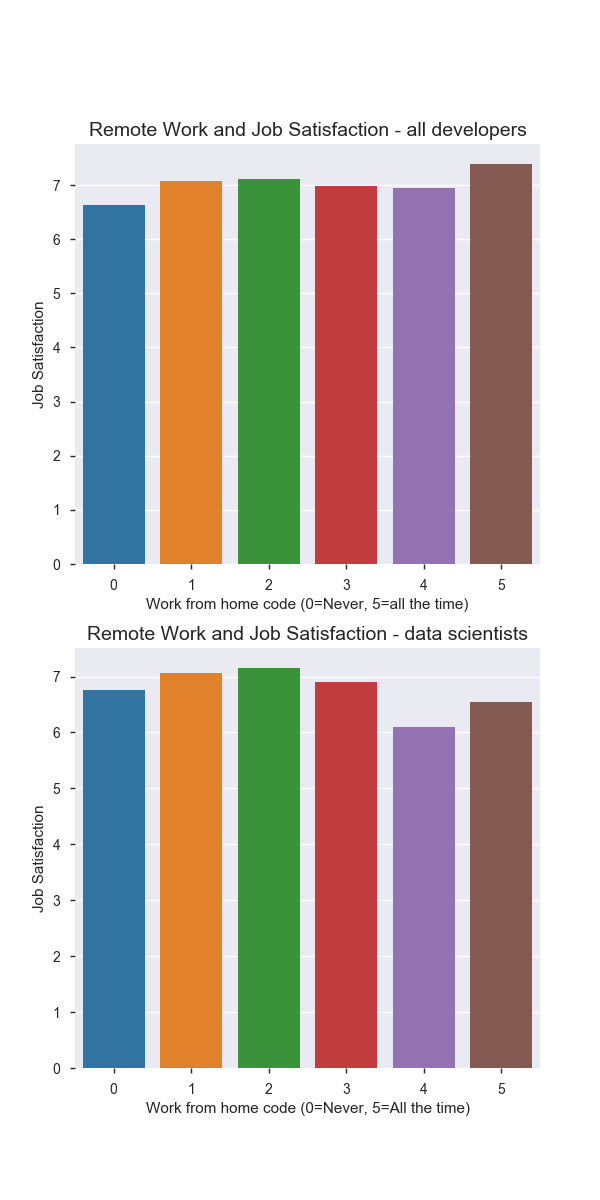 Remote Work and Job Satisfaction - all developers
7
6
5
4
3
2
1
0
Job Satisfaction
0 1 2 3 4 5
Work from home code (0=Never, 5=all the time)
Remote Work and Job Satisfaction - data scientists
7
6
5
4
3
2
1
0
Job Satisfaction
0 1 2 3 4 5
Work from home code (0=Never, 5=All the time)